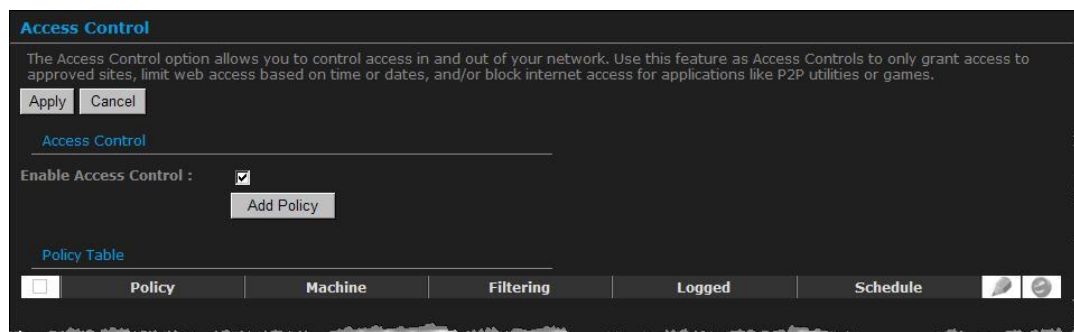 Access Control
The Access Control option allows you to control access in and out of your network. Use this feature as Access Controls to only grant access to
approved sites, limit web access based on time or dates, and/or block internet access for applications like P2P utilities or games.
Apply Cancel
Access Control
Enable Access Control :
Add Policy
Policy Table
Policy Machine Filtering Logged Schedule